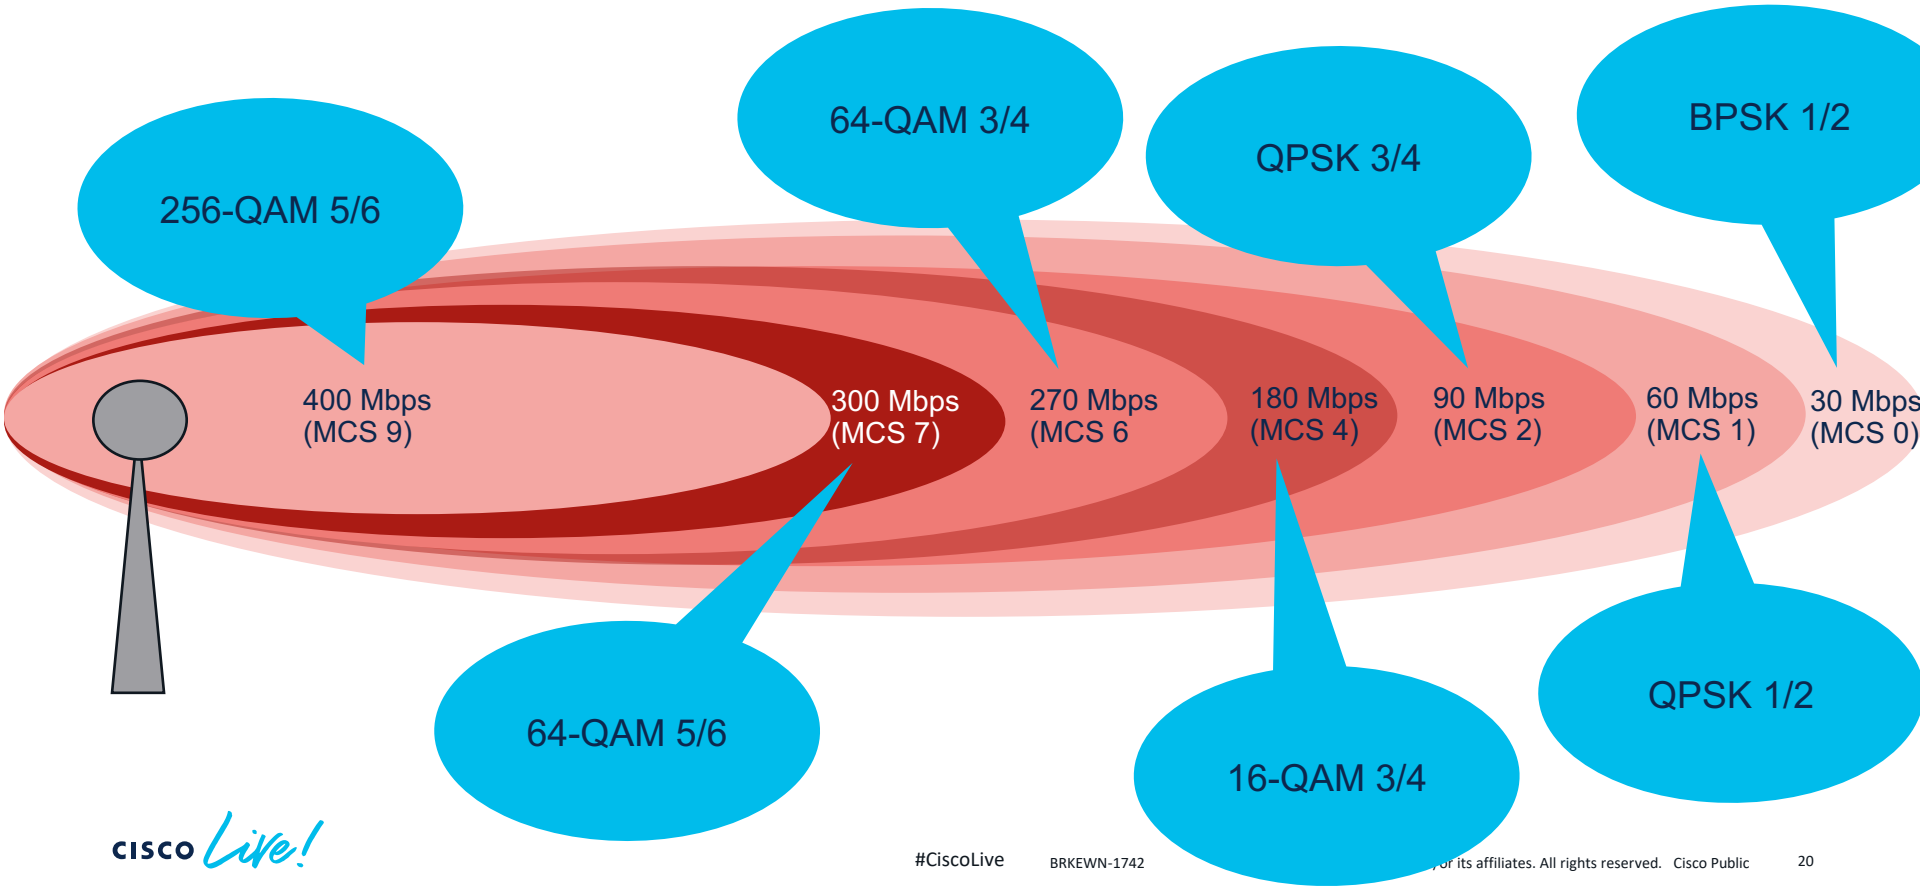 64-QAM 3/4
BPSK 1/2
QPSK 3/4
256-QAM 5/6
400 Mbps
(MCS 9)
300 Mbps
(MCS 7)
270 Mbps
(MCS 6
180 Mbps
(MCS 4)
90 Mbps
(MCS 2)
60 Mbps
(MCS 1)
30 Mbps
(MCS 0)
64-QAM 5/6
16-QAM 3/4
QPSK 1/2
CISCO Live!
#CiscoLive
BRKEWN-1742
or its affiliates. All rights reserved. Cisco Public
20